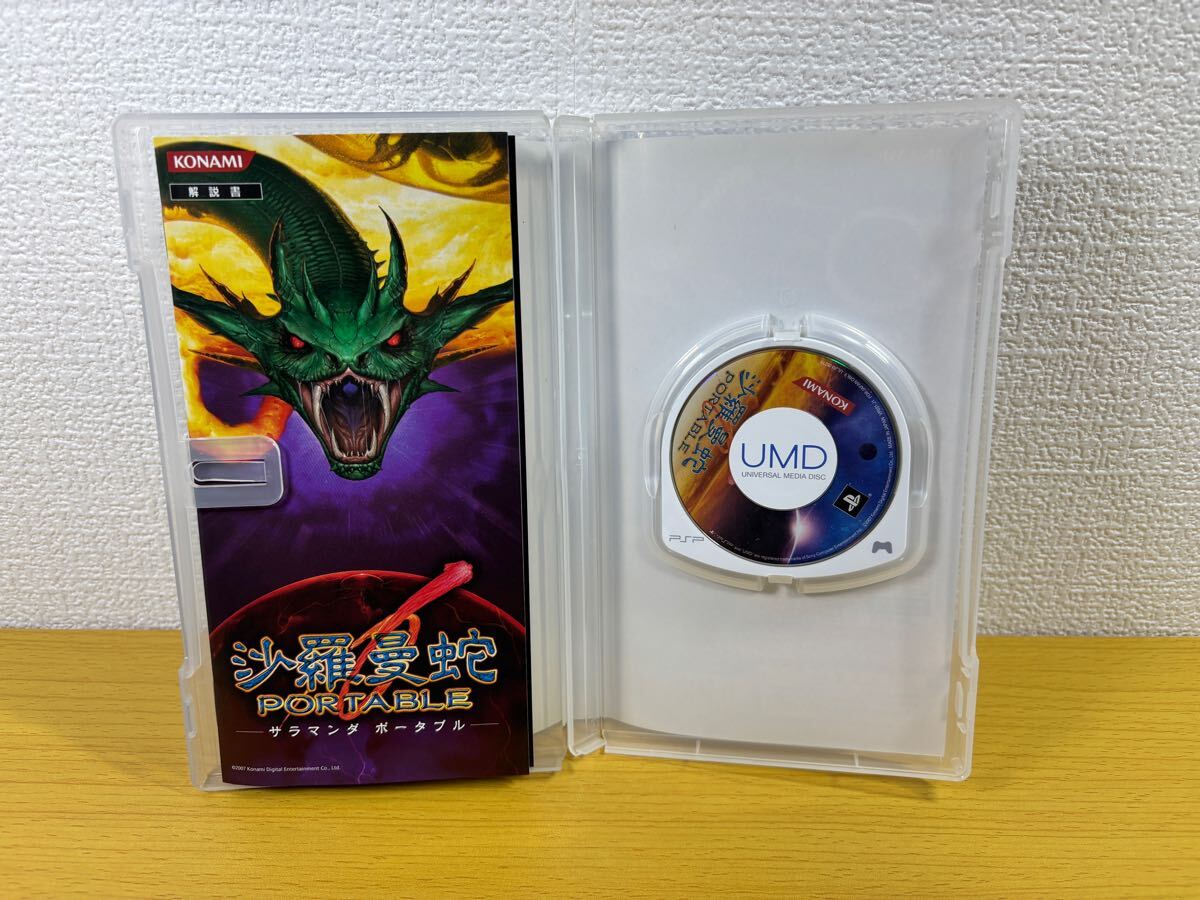 KONAMI
解説書
沙羅曼蛇
PORTABLE
サラマンダ ポータブル
©2007 Konami Digital Entertainment Co., Ltd.
KONAMI
沙羅曼蛇
PORTABLE
UMD
UNIVERSAL MEDIA DISC
PSP